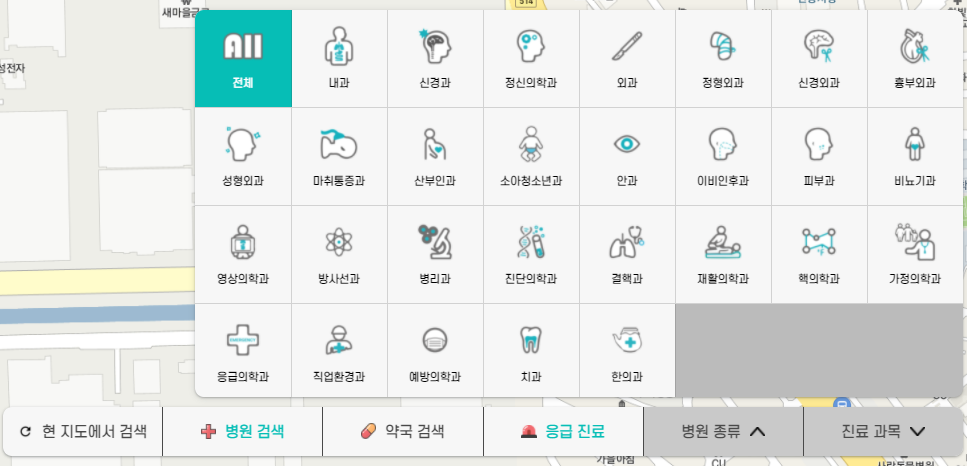 514
새마을금고
성전자
All
전체
내과
신경과
정신의학과
외과
정형외과
신경외과
흉부외과
성형외과
마취통증과
산부인과
소아청소년과
안과
이비인후과
피부과
비뇨기과
영상의학과
방사선과
병리과
진단의학과
결핵과
재활의학과
핵의학과
가정의학과
EMERGENCY
응급의학과
직업환경과
예방의학과
치과
한의과
현 지도에서 검색
병원 검색
약국 검색
응급 진료
병원 종류
진료 과목
가을아침
CU
사랑동물병원